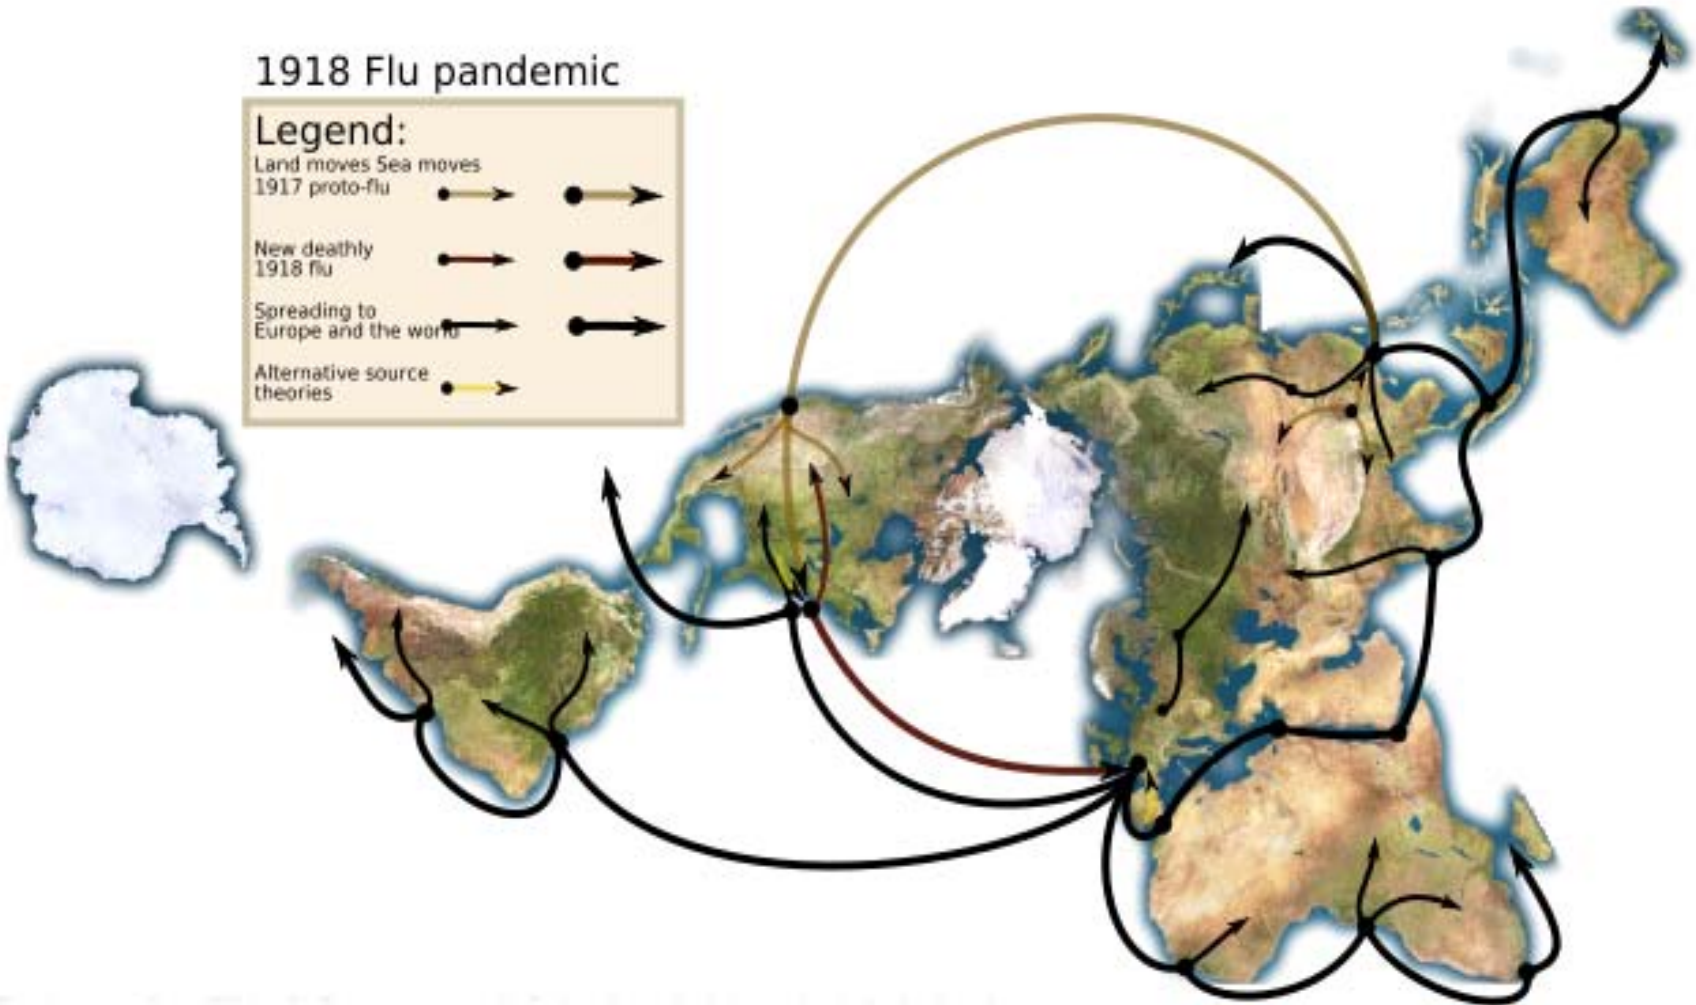 1918 Flu pandemic
Legend:
Land moves Sea moves
1917 proto-flu
New deathly
1918 flu
Spreading to
Europe and the world
Alternative source
theories